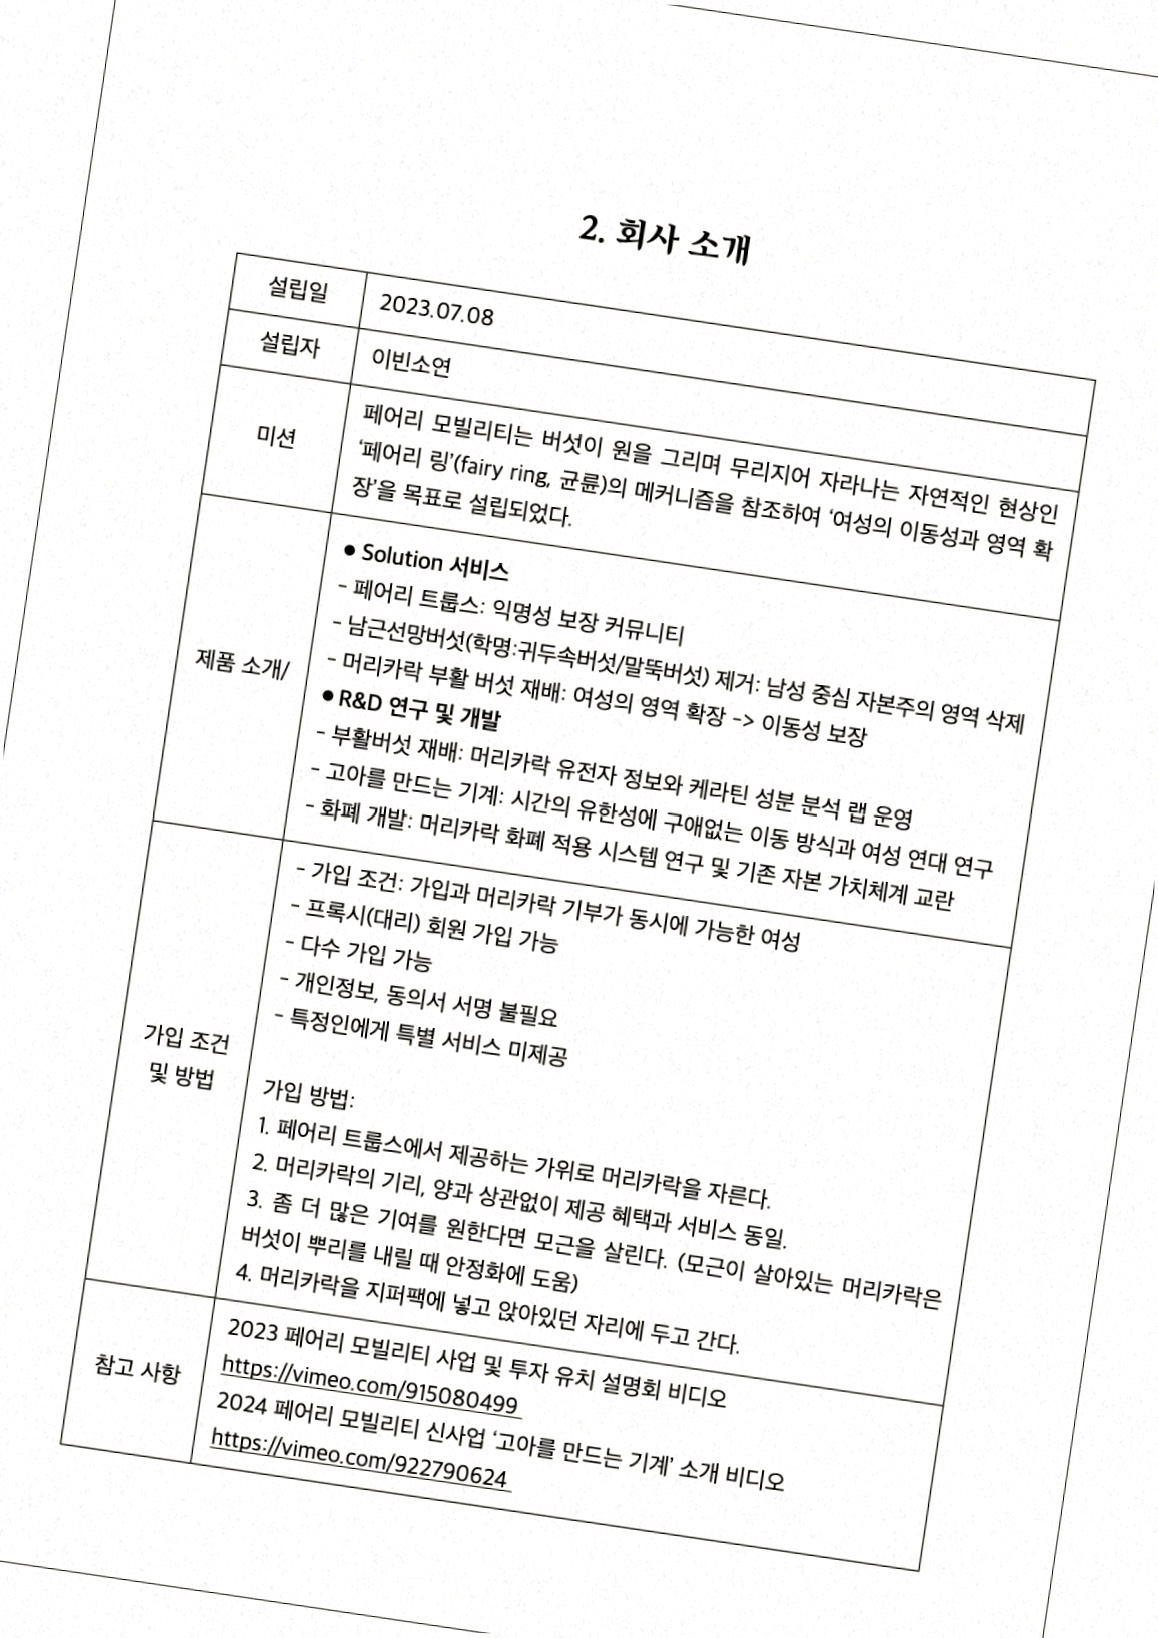 2. 회사 소개
설립일
2023.07.08
설립자
이빈소연
미션
페어리 모빌리티는 버섯이 원을 그리며 무리지어 자라나는 자연적인 현상인
‘페어리 링’(fairy ring, 균륜)의 메커니즘을 참조하여 ‘여성의 이동성과 영역 확
장’을 목표로 설립되었다.
제품 소개/
● Solution 서비스
- 페어리 트룹스: 익명성 보장 커뮤니티
- 남근선망버섯(학명:귀두속버섯/말뚝버섯) 제거: 남성 중심 자본주의 영역 삭제
- 머리카락 부활 버섯 재배: 여성의 영역 확장 -> 이동성 보장
● R&D 연구 및 개발
- 부활버섯 재배: 머리카락 유전자 정보와 케라틴 성분 분석 랩 운영
- 고아를 만드는 기계: 시간의 유한성에 구애없는 이동 방식과 여성 연대 연구
- 화폐 개발: 머리카락 화폐 적용 시스템 연구 및 기존 자본 가치체계 교란
가입 조건
및 방법
- 가입 조건: 가입과 머리카락 기부가 동시에 가능한 여성
- 프록시(대리) 회원 가입 가능
- 다수 가입 가능
- 개인정보, 동의서 서명 불필요
- 특정인에게 특별 서비스 미제공
가입 방법:
1. 페어리 트룹스에서 제공하는 가위로 머리카락을 자른다.
2. 머리카락의 기리, 양과 상관없이 제공 혜택과 서비스 동일.
3. 좀 더 많은 기여를 원한다면 모근을 살린다. (모근이 살아있는 머리카락은
버섯이 뿌리를 내릴 때 안정화에 도움)
4. 머리카락을 지퍼팩에 넣고 앉아있던 자리에 두고 간다.
참고 사항
2023 페어리 모빌리티 사업 및 투자 유치 설명회 비디오
https://vimeo.com/915080499
2024 페어리 모빌리티 신사업 ‘고아를 만드는 기계’ 소개 비디오
https://vimeo.com/922790624